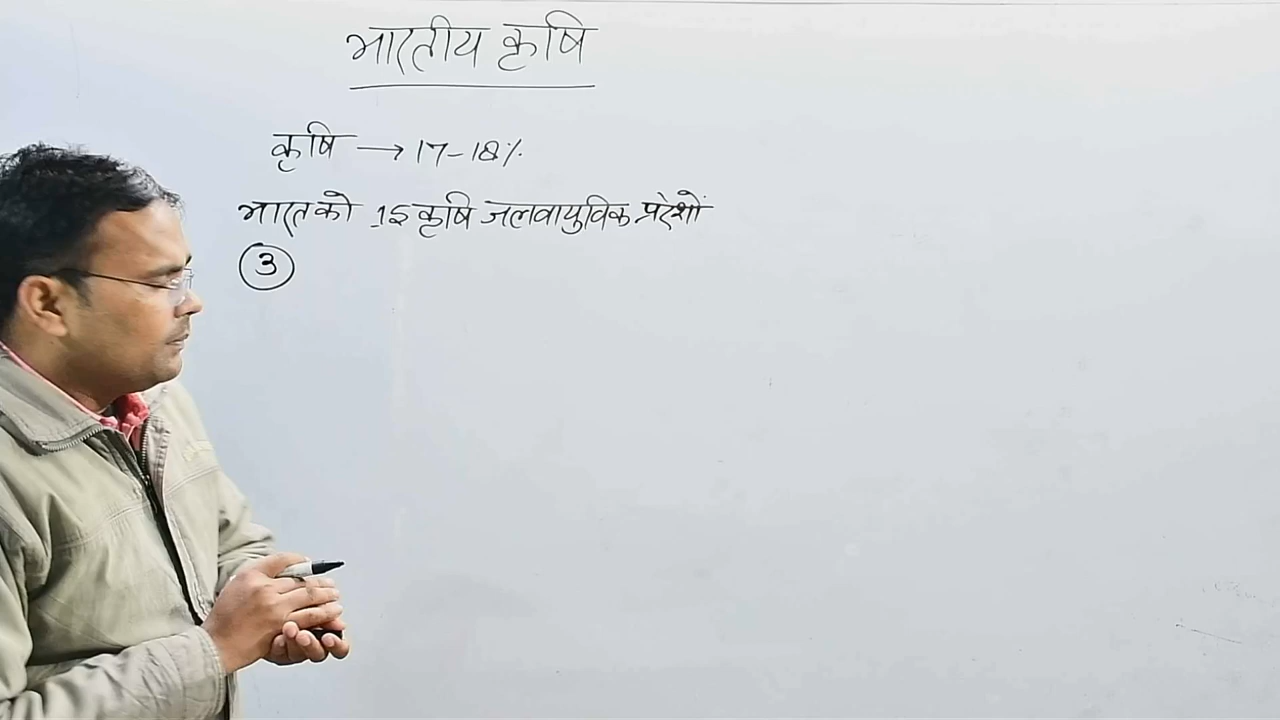 भारतीय कृषि
कृषि → 17-18%
भारत को 15 कृषि जलवायुविक प्रदेशों
3